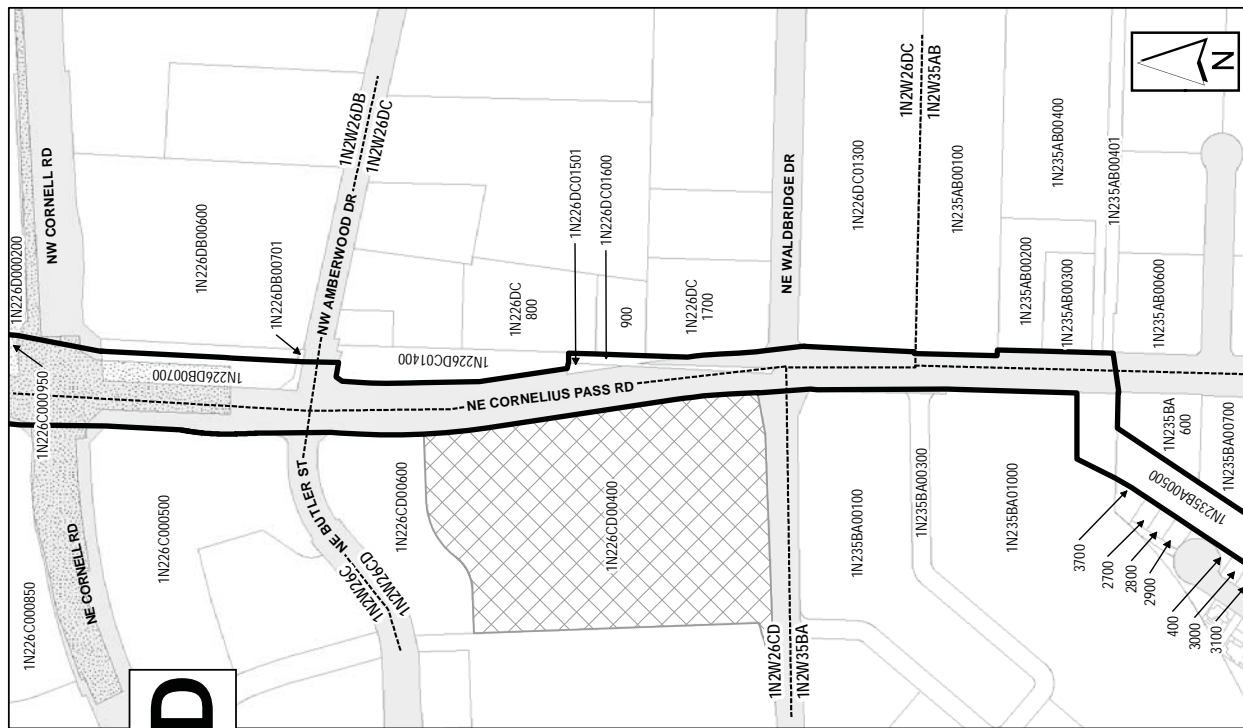 1N226C000850
NE CORNELL RD
D
1N226C000500
1N226C000950
1N226D000200
NW CORNELL RD
1N226DB00600
1N226DB00700
1N226DB00701
1N2W26DB
NW AMBERWOOD DR
1N2W26DC
1N2W26C
NE BUTLER ST
1N2W26CD
1N226CD00600
1N226DC01400
NE CORNELIUS PASS RD
1N226DC
800
1N226DC01501
1N226DC01600
900
1N226DC
1700
1N226CD00400
NE WALDBRIDGE DR
1N2W26CD
1N2W35BA
1N235BA00100
1N226DC01300
1N2W26DC
1N2W35AB
1N235BA00300
1N235AB00100
1N235BA01000
1N235AB00200
1N235AB00300
1N235AB00400
1N235AB00401
1N235AB00600
1N235BA
600
1N235BA00700
1N235BA00500
3700
2700
2800
2900
400
3000
3100
N